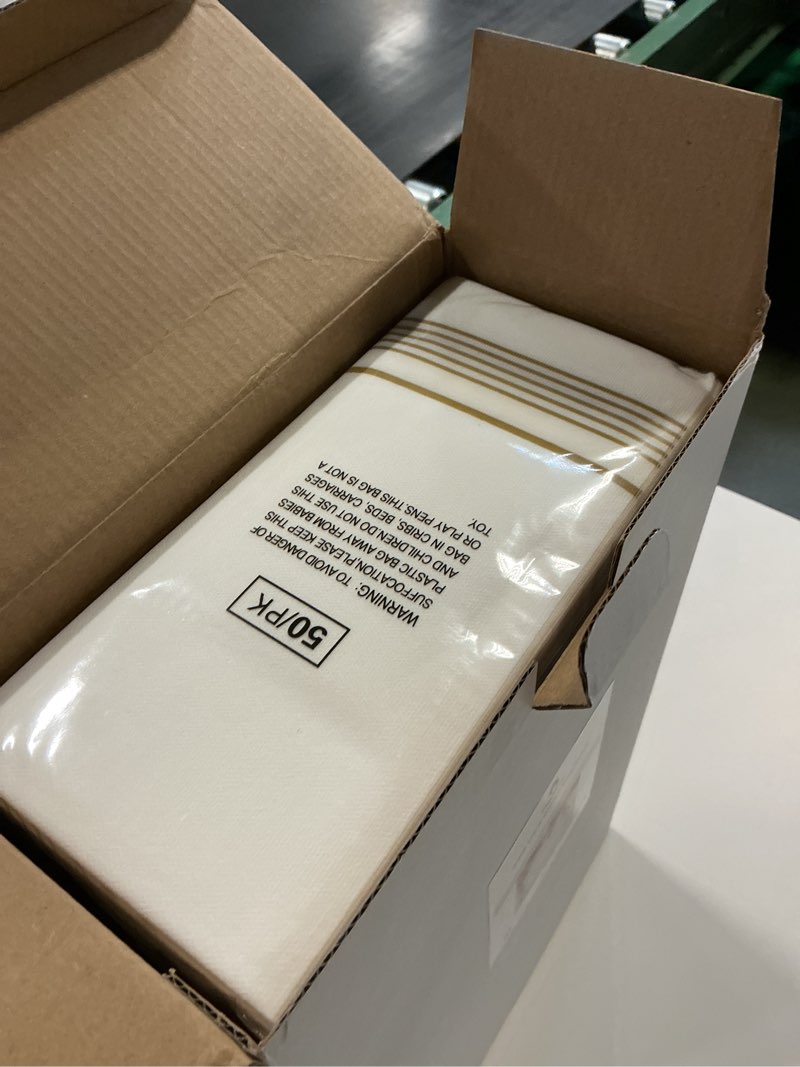 50/PK
WARNING: TO AVOID DANGER OF
SUFFOCATION,PLEASE KEEP THIS
PLASTIC BAG AWAY FROM BABIES
AND CHILDREN.DO NOT USE THIS
BAG IN CRIBS, BEDS, CARRIAGES
OR PLAY PENS.THIS BAG IS NOT A
TOY.